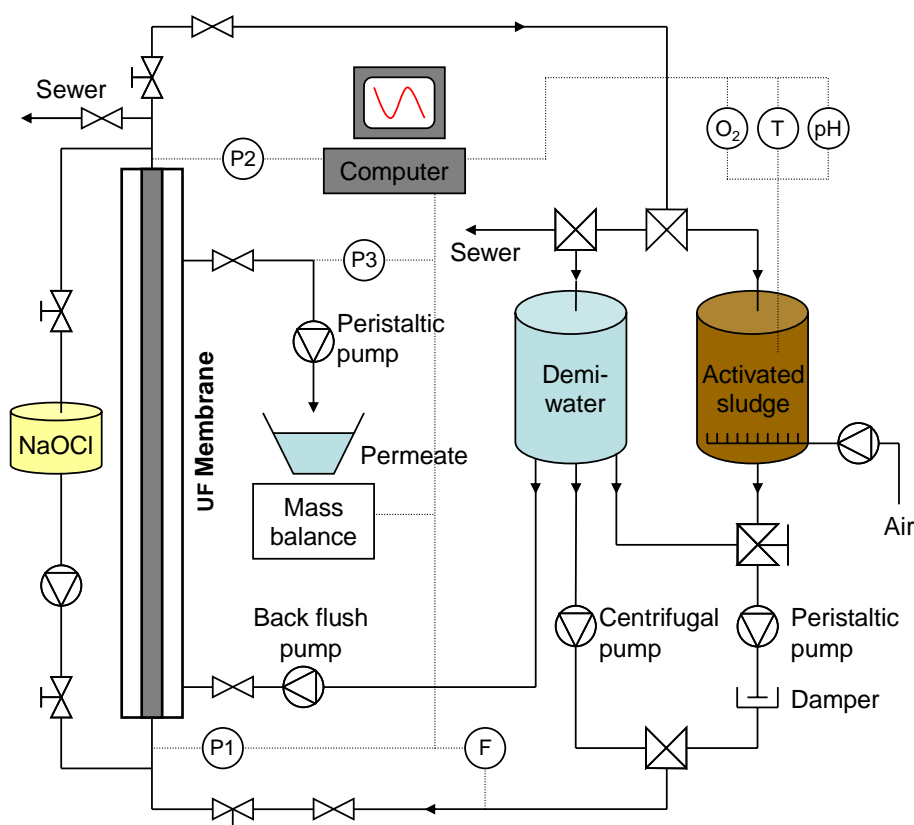 Sewer
P2
Computer
O₂
T
pH
P3
Sewer
Peristaltic
pump
Demi-
water
Activated
sludge
UF Membrane
NaOCl
Permeate
Mass
balance
Air
Back flush
pump
Centrifugal
pump
Peristaltic
pump
Damper
P1
F